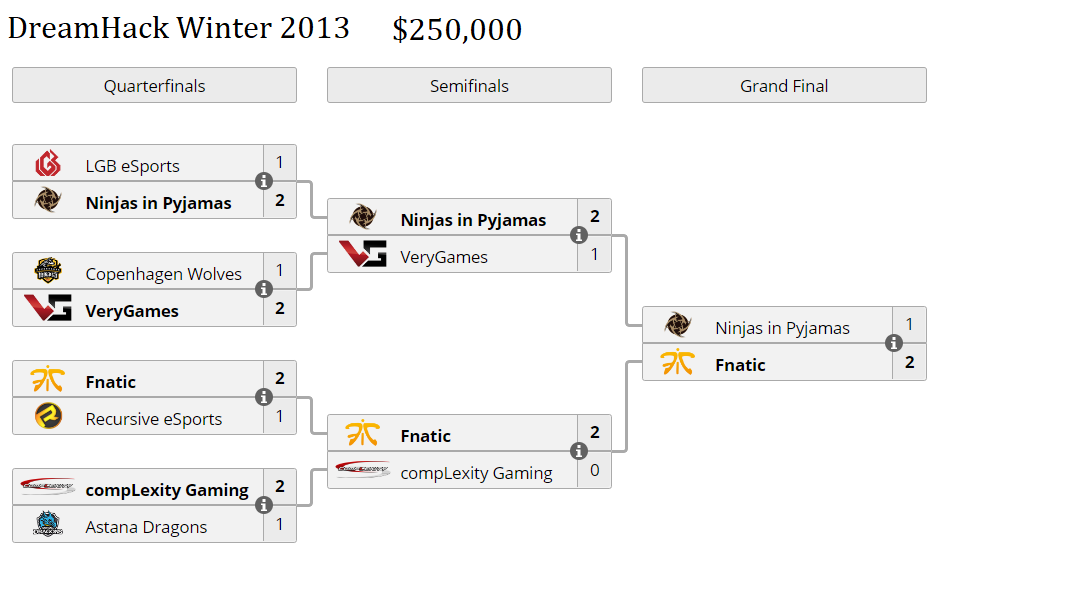 DreamHack Winter 2013 $250,000
Quarterfinals Semifinals Grand Final
LGB eSports 1
Ninjas in Pyjamas 2
Copenhagen Wolves 1
VeryGames 2
Fnatic 2
Recursive eSports 1
compLexity Gaming 2
Astana Dragons 1
Ninjas in Pyjamas 2
VeryGames 1
Fnatic 2
compLexity Gaming 0
Ninjas in Pyjamas 1
Fnatic 2